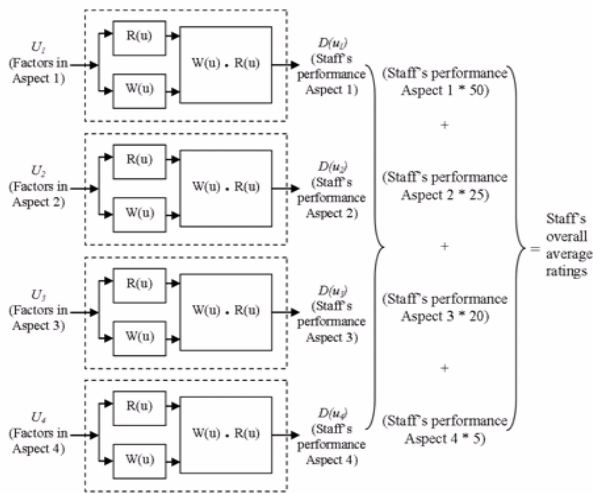 U1
(Factors in
Aspect 1)
R(u)
W(u)
W(u) . R(u)
D(u1)
(Staff's
performance
Aspect 1)
(Staff's performance
Aspect 1 * 50)
+
U2
(Factors in
Aspect 2)
R(u)
W(u)
W(u) . R(u)
D(u2)
(Staff's
performance
Aspect 2)
(Staff's performance
Aspect 2 * 25)
+
U3
(Factors in
Aspect 3)
R(u)
W(u)
W(u) . R(u)
D(u3)
(Staff's
performance
Aspect 3)
(Staff's performance
Aspect 3 * 20)
+
U4
(Factors in
Aspect 4)
R(u)
W(u)
W(u) . R(u)
D(u4)
(Staff's
performance
Aspect 4)
(Staff's performance
Aspect 4 * 5)
= Staff's
overall
average
ratings